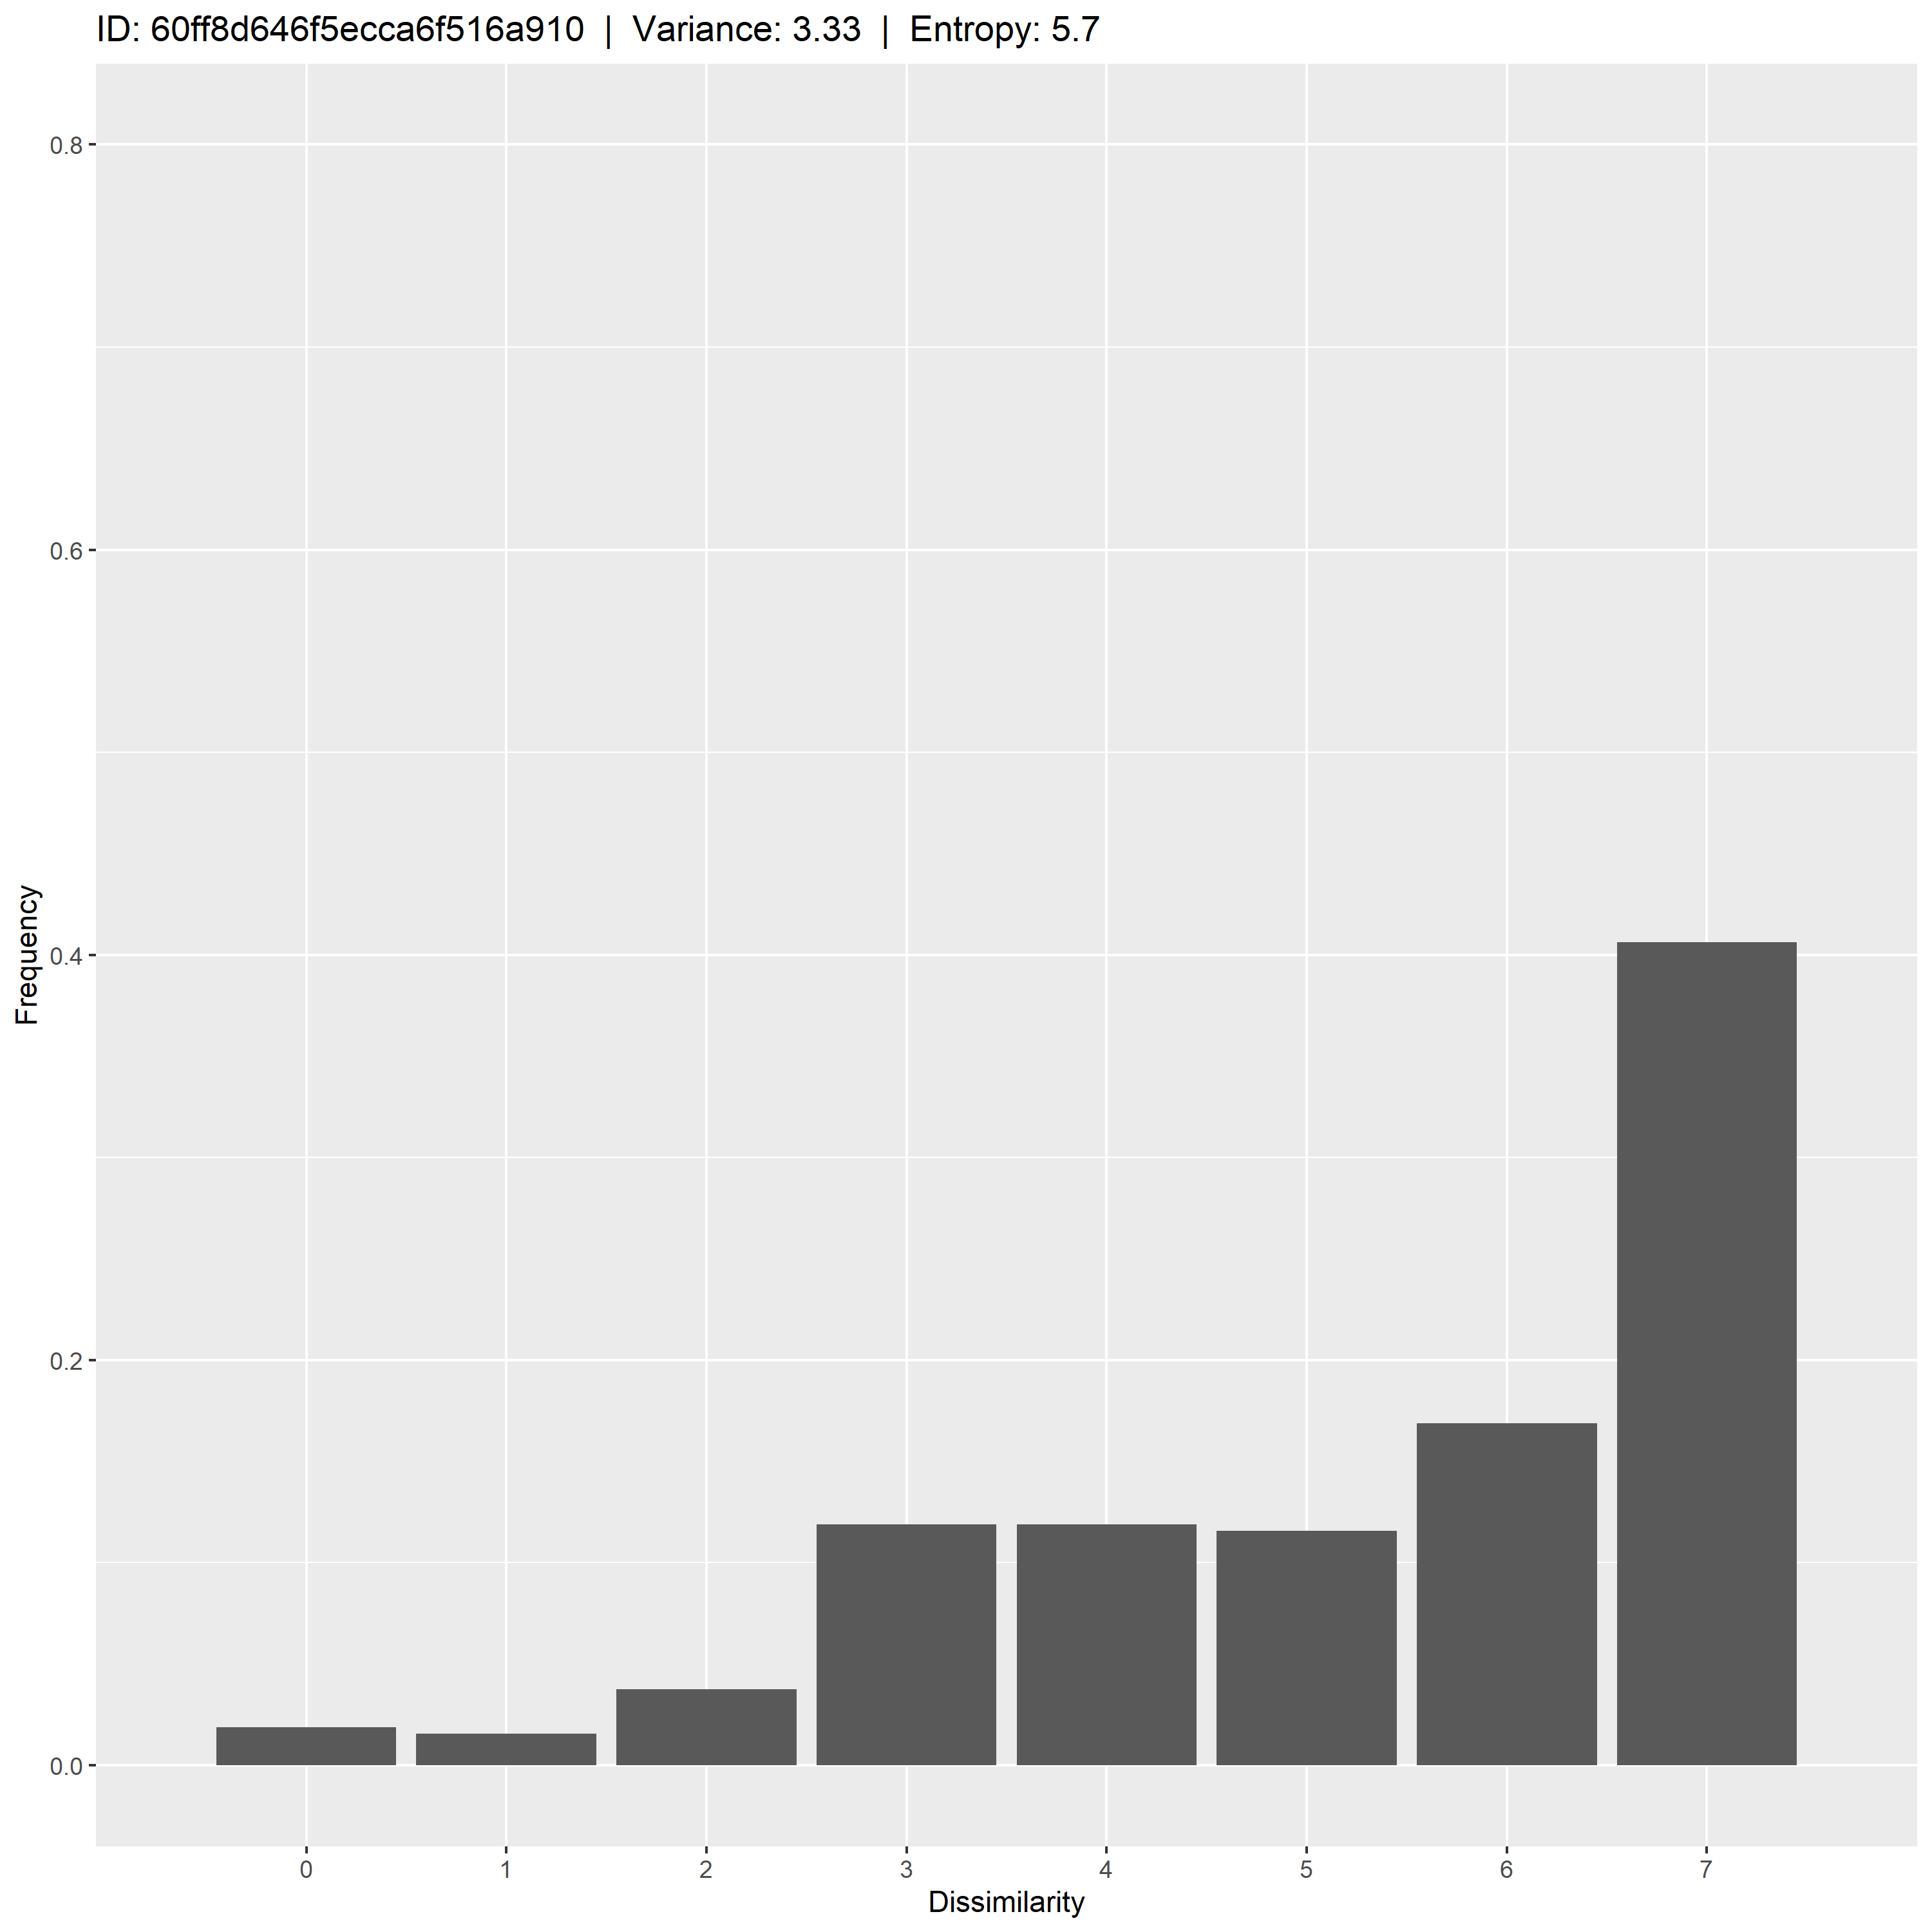 ID: 60ff8d646f5ecca6f516a910  |  Variance: 3.33  |  Entropy: 5.7
0.8
0.6
0.4
0.2
0.0
Frequency
0 1 2 3 4 5 6 7
Dissimilarity